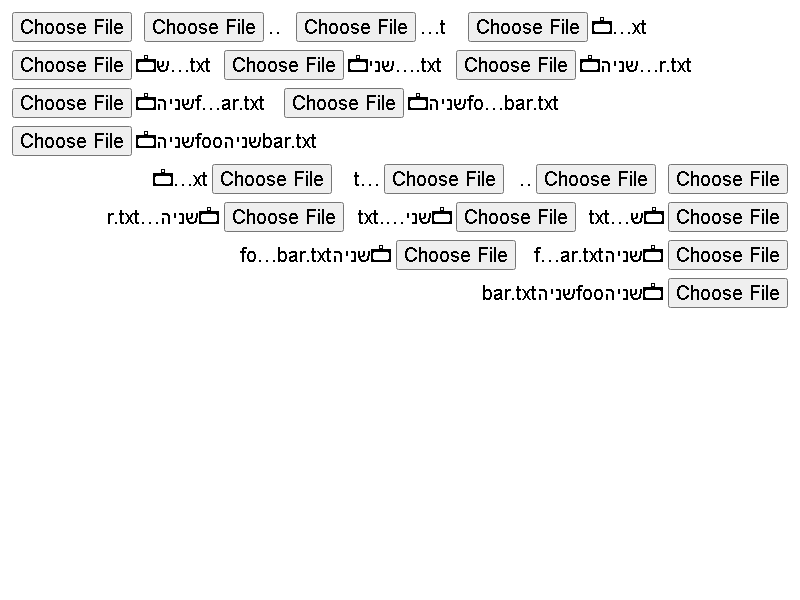 Choose File Choose File .. Choose File …t Choose File …xt
Choose File ש…txt Choose File שני….txt Choose File שניה…r.txt
Choose File שניהf…ar.txt Choose File שניהfo…bar.txt
Choose File שניהfooשניהbar.txt
…xt Choose File t… Choose File .. Choose File Choose File
r.txt…שניה Choose File txt….שני Choose File txt…ש Choose File
fo…bar.txtשניה Choose File f…ar.txtשניה Choose File
bar.txtשניהfooשניה Choose File